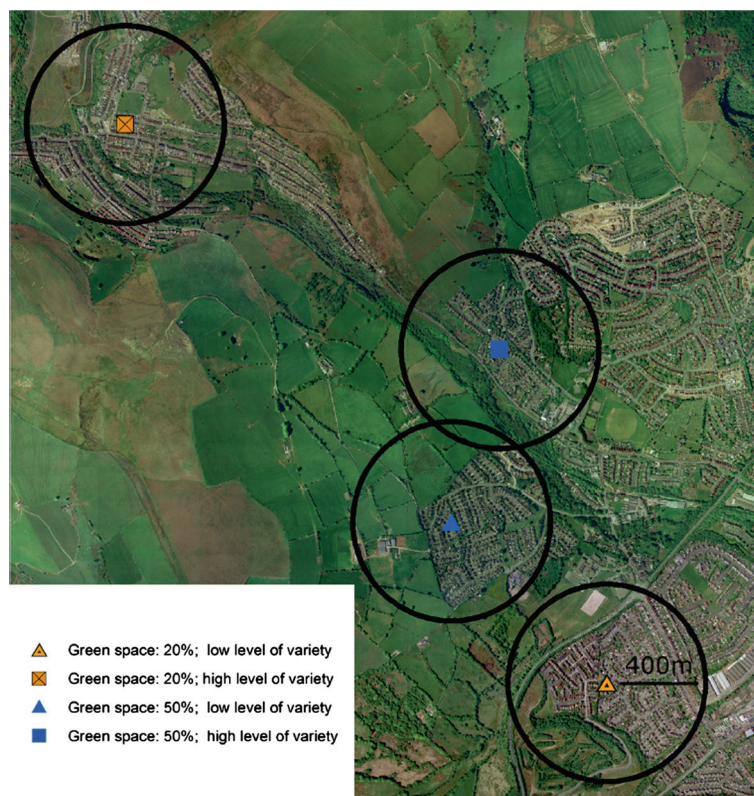 400m
Green space: 20%; low level of variety
Green space: 20%; high level of variety
Green space: 50%; low level of variety
Green space: 50%; high level of variety